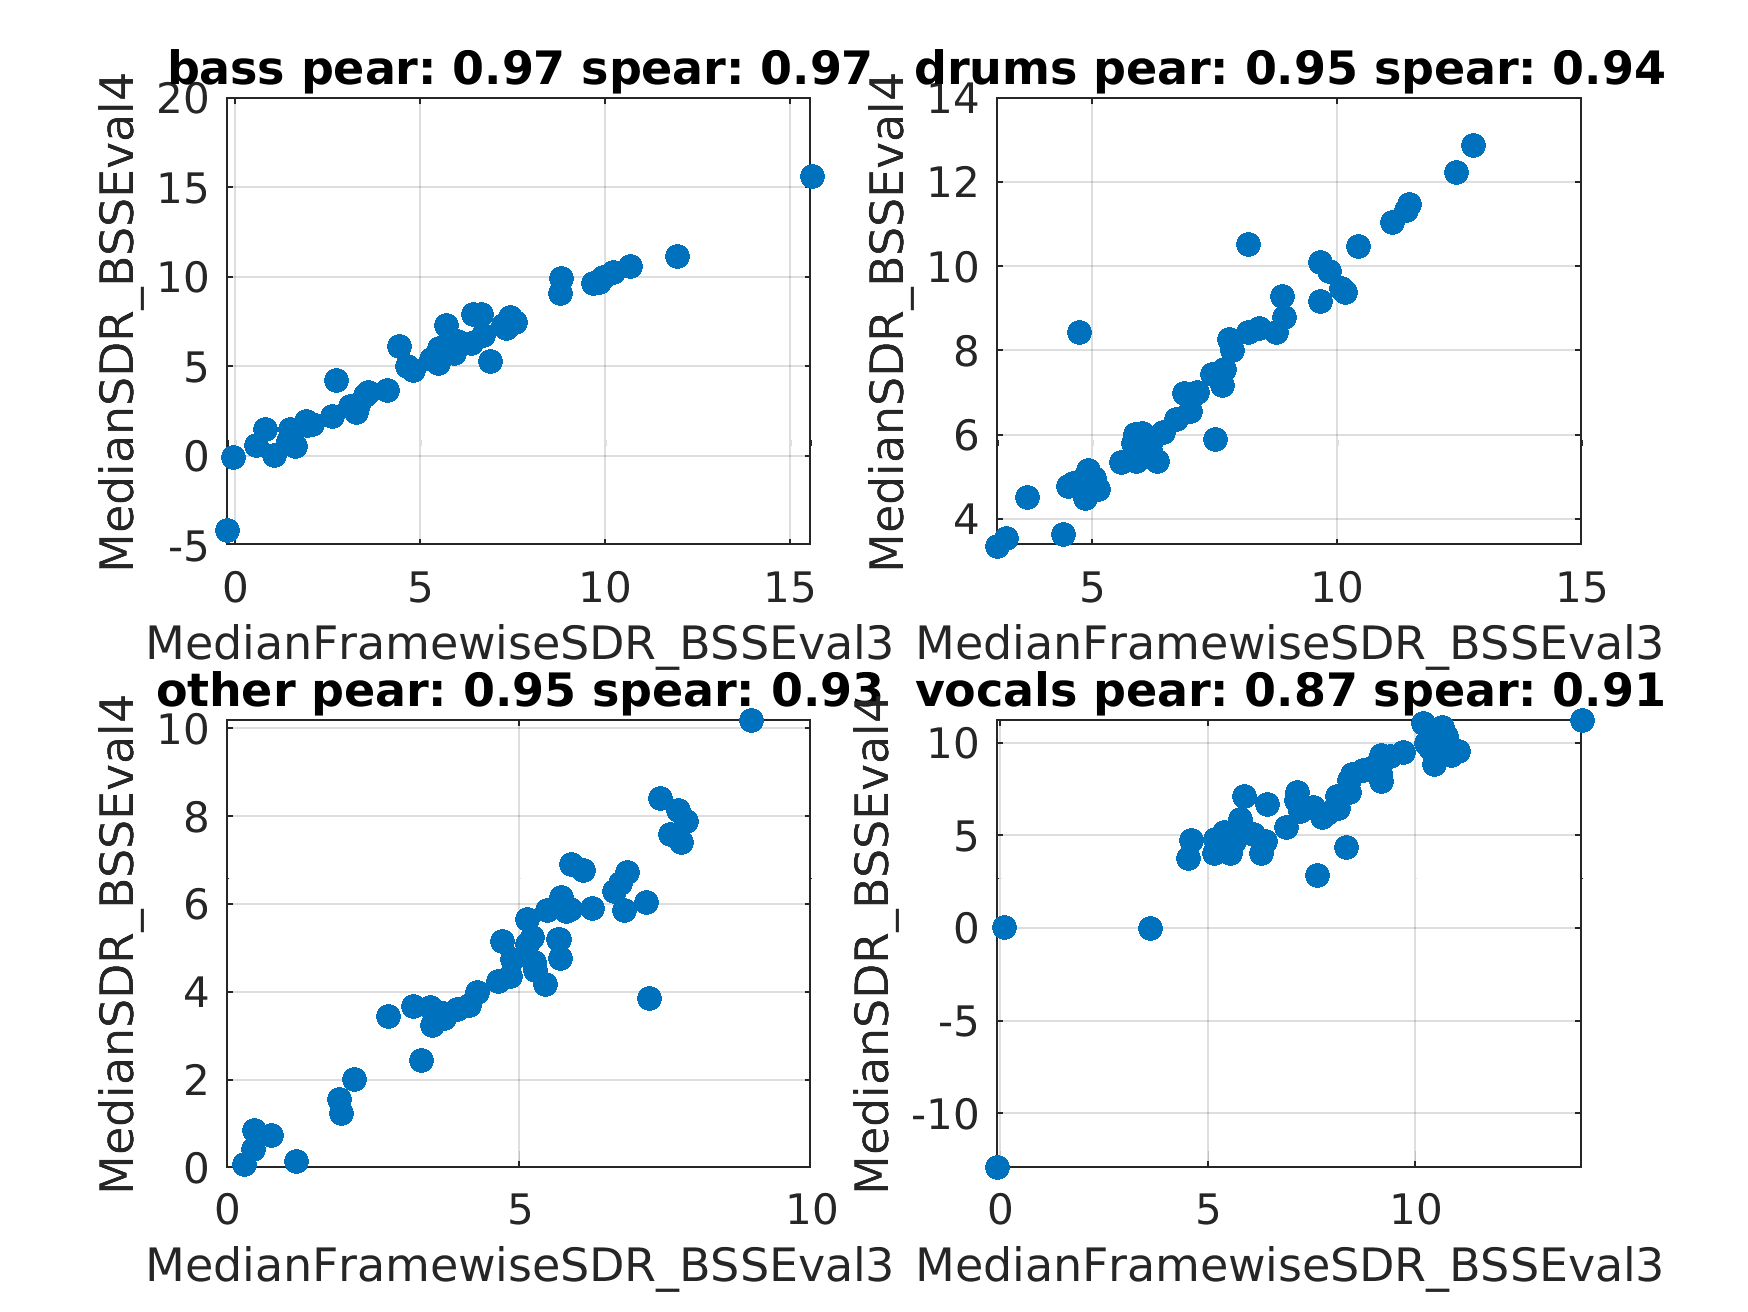 bass pear: 0.97 spear: 0.97
MedianSDR_BSSEval4
20
15
10
5
0
-5
0 5 10 15
MedianFramewiseSDR_BSSEval3
drums pear: 0.95 spear: 0.94
MedianSDR_BSSEval4
14
12
10
8
6
4
5 10 15
MedianFramewiseSDR_BSSEval3
other pear: 0.95 spear: 0.93
MedianSDR_BSSEval4
10
8
6
4
2
0
0 5 10
MedianFramewiseSDR_BSSEval3
vocals pear: 0.87 spear: 0.91
MedianSDR_BSSEval4
10
5
0
-5
-10
0 5 10
MedianFramewiseSDR_BSSEval3